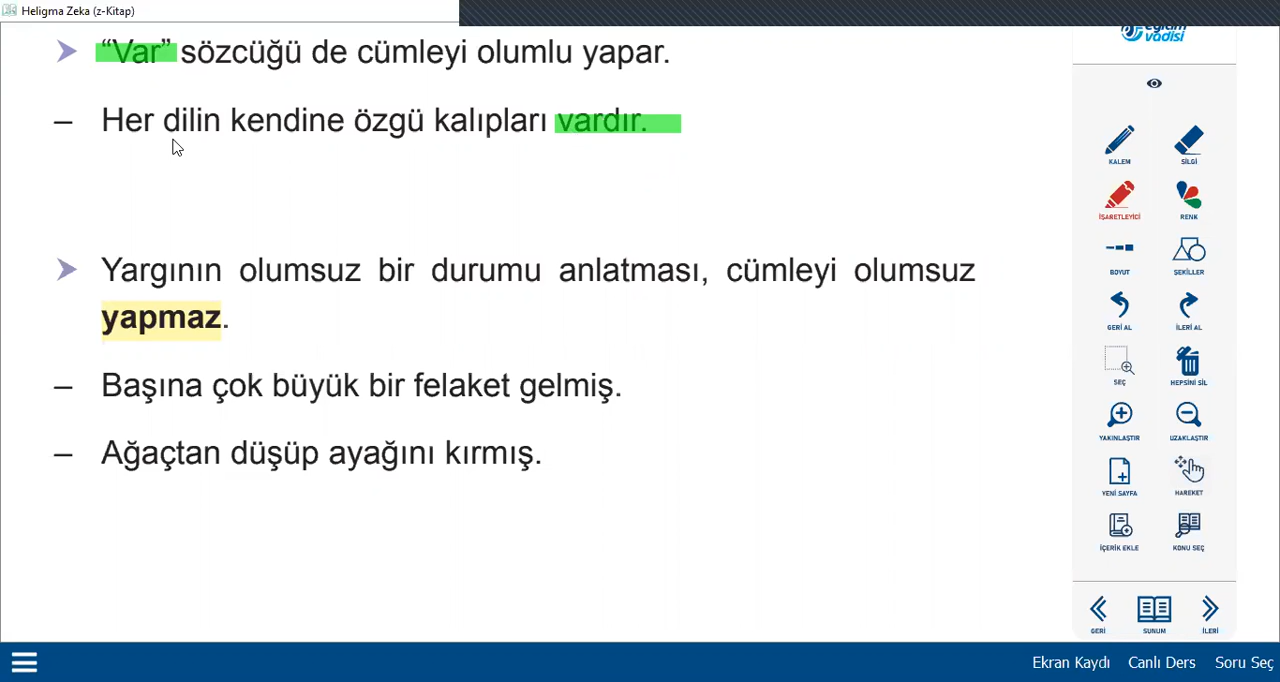 Heligma Zeka (z-Kitap)
“Var” sözcüğü de cümleyi olumlu yapar.
– Her dilin kendine özgü kalıpları vardır.
Yargının olumsuz bir durumu anlatması, cümleyi olumsuz
yapmaz.
– Başına çok büyük bir felaket gelmiş.
– Ağaçtan düşüp ayağını kırmış.
eğitim
vadisi
KALEM SİLGİ
İŞARETLEYİCİ RENK
BOYUT ŞEKİLLER
GERİ AL İLERİ AL
SEÇ HEPSİNİ SİL
YAKINLAŞTIR UZAKLAŞTIR
YENİ SAYFA HAREKET
İÇERİK EKLE KONU SEÇ
GERİ SUNUM İLERİ
Ekran Kaydı Canlı Ders Soru Seç